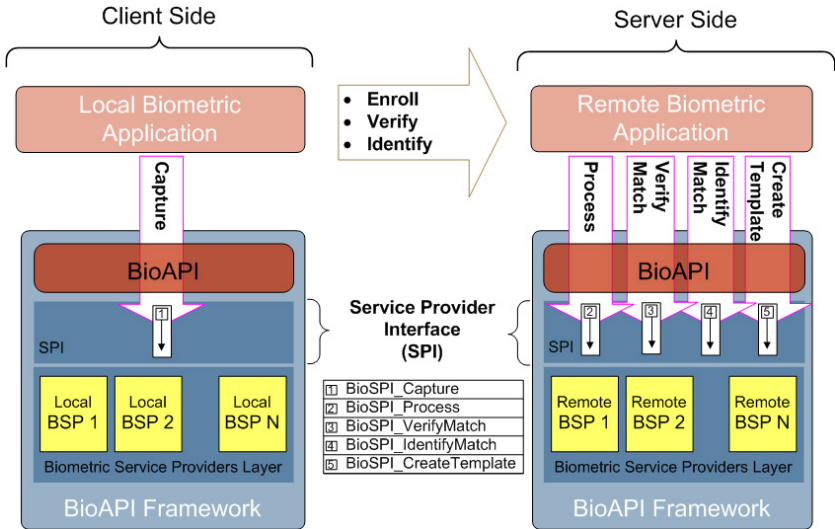 Client Side
Server Side
Local Biometric
Application
• Enroll
• Verify
• Identify
Remote Biometric
Application
Capture
Process
Verify
Match
Identify
Match
Create
Template
BioAPI
BioAPI
1
SPI
Service Provider
Interface
(SPI)
2
3
4
5
SPI
Local
BSP 1
Local
BSP 2
Local
BSP N
Biometric Service Providers Layer
BioAPI Framework
1 BioSPI_Capture
2 BioSPI_Process
3 BioSPI_VerifyMatch
4 BioSPI_IdentifyMatch
5 BioSPI_CreateTemplate
Remote
BSP 1
Remote
BSP 2
Remote
BSP N
Biometric Service Providers Layer
BioAPI Framework